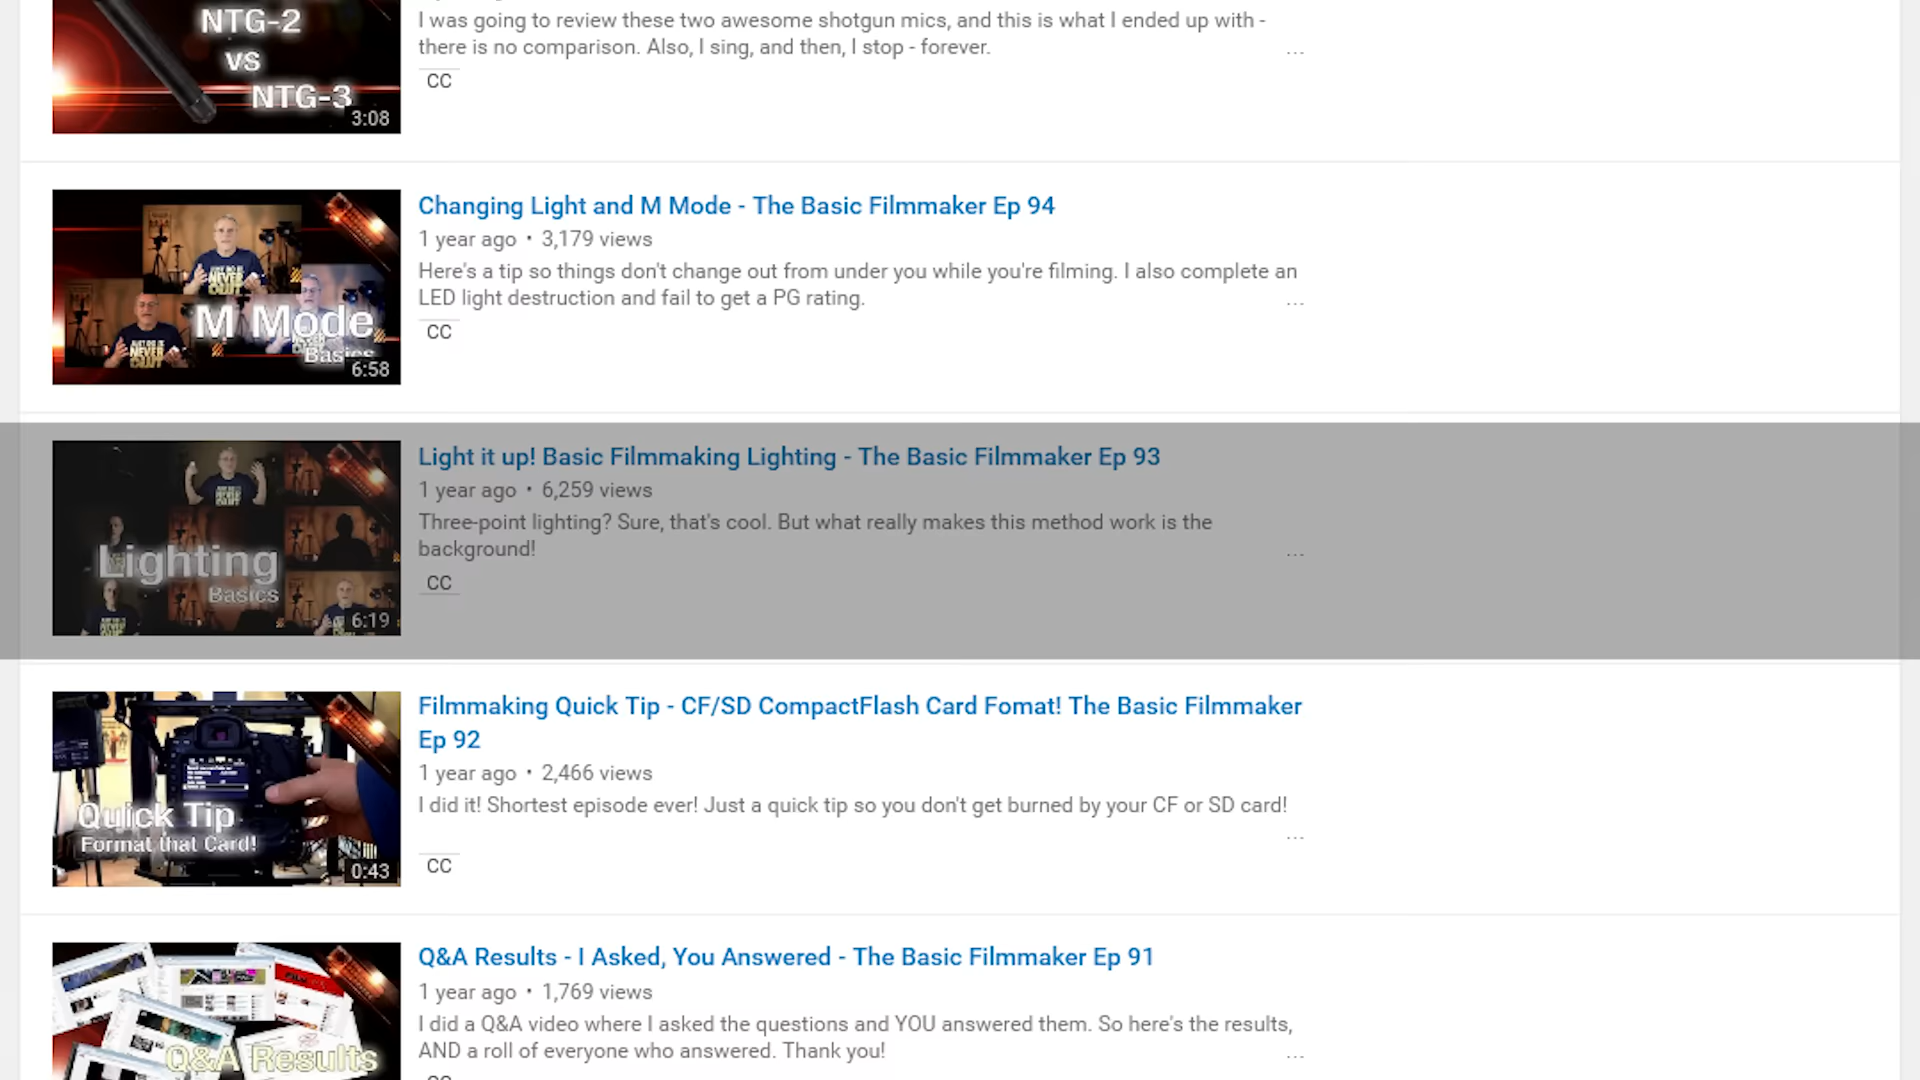 NTG-2
vs
NTG-3
3:08
I was going to review these two awesome shotgun mics, and this is what I ended up with -
there is no comparison. Also, I sing, and then, I stop - forever.
...
CC
M Mode
Basics
6:58
Changing Light and M Mode - The Basic Filmmaker Ep 94
1 year ago • 3,179 views
Here's a tip so things don't change out from under you while you're filming. I also complete an
LED light destruction and fail to get a PG rating.
...
CC
Lighting
Basics
6:19
Light it up! Basic Filmmaking Lighting - The Basic Filmmaker Ep 93
1 year ago • 6,259 views
Three-point lighting? Sure, that's cool. But what really makes this method work is the
background!
...
CC
Quick Tip
Format that Card!
0:43
Filmmaking Quick Tip - CF/SD CompactFlash Card Fomat! The Basic Filmmaker
Ep 92
1 year ago • 2,466 views
I did it! Shortest episode ever! Just a quick tip so you don't get burned by your CF or SD card!
...
CC
Q&A Results
Q&A Results - I Asked, You Answered - The Basic Filmmaker Ep 91
1 year ago • 1,769 views
I did a Q&A video where I asked the questions and YOU answered them. So here's the results,
AND a roll of everyone who answered. Thank you!
...
CC